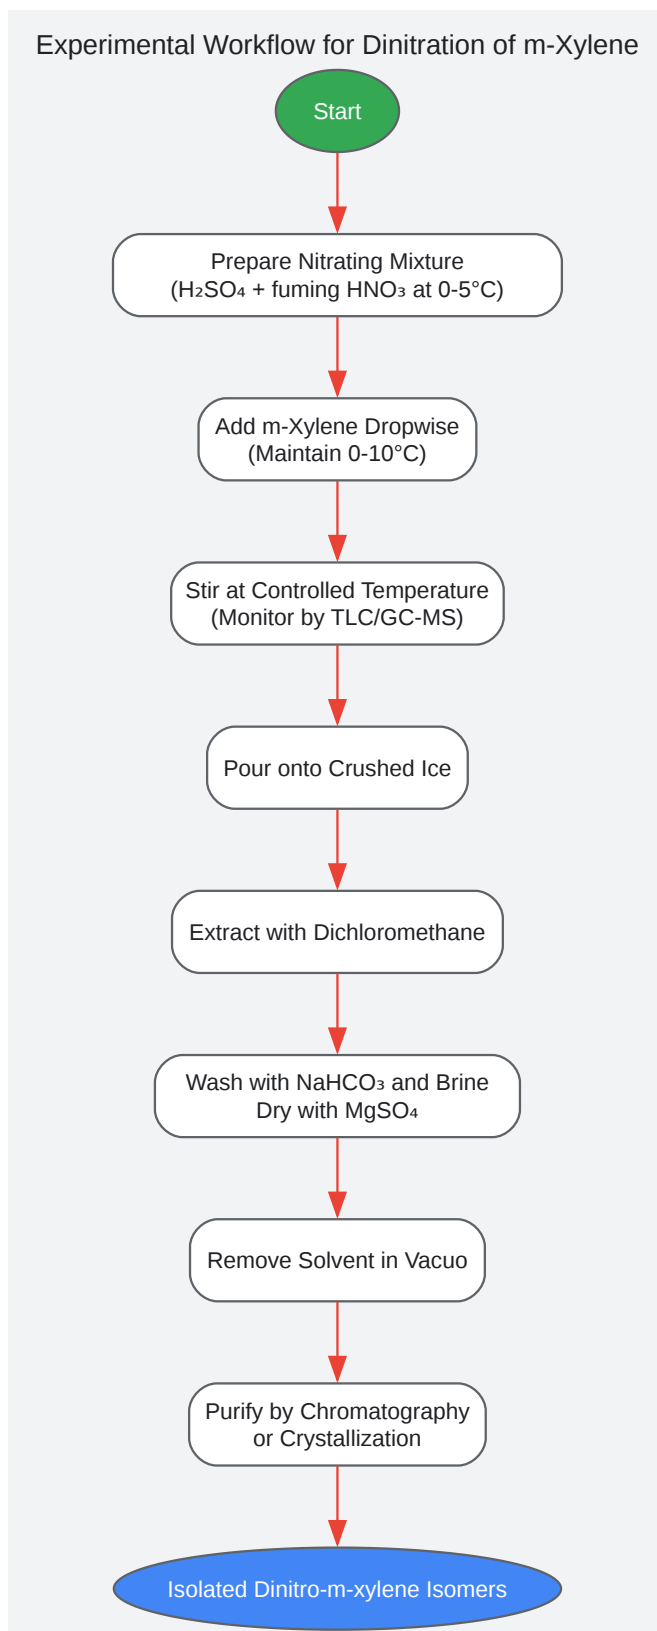 Experimental Workflow for Dinitration of m-Xylene
Start
Prepare Nitrating Mixture
(H₂SO₄ + fuming HNO₃ at 0-5°C)
Add m-Xylene Dropwise
(Maintain 0-10°C)
Stir at Controlled Temperature
(Monitor by TLC/GC-MS)
Pour onto Crushed Ice
Extract with Dichloromethane
Wash with NaHCO₃ and Brine
Dry with MgSO₄
Remove Solvent in Vacuo
Purify by Chromatography
or Crystallization
Isolated Dinitro-m-xylene Isomers